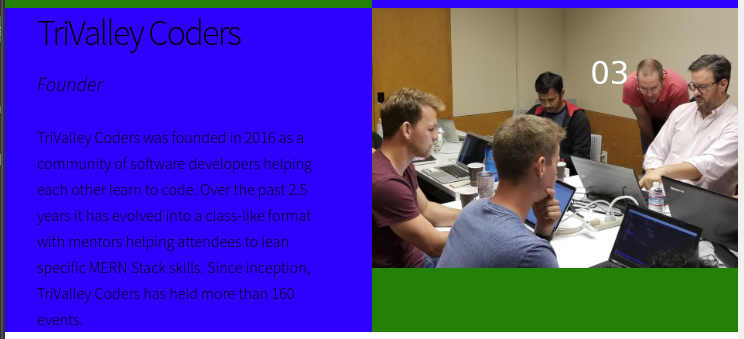 TriValley Coders
Founder
03
TriValley Coders was founded in 2016 as a
community of software developers helping
each other learn to code. Over the past 2.5
years it has evolved into a class-like format
with mentors helping attendees to lean
specific MERN Stack skills. Since inception,
TriValley Coders has held more than 160
events.